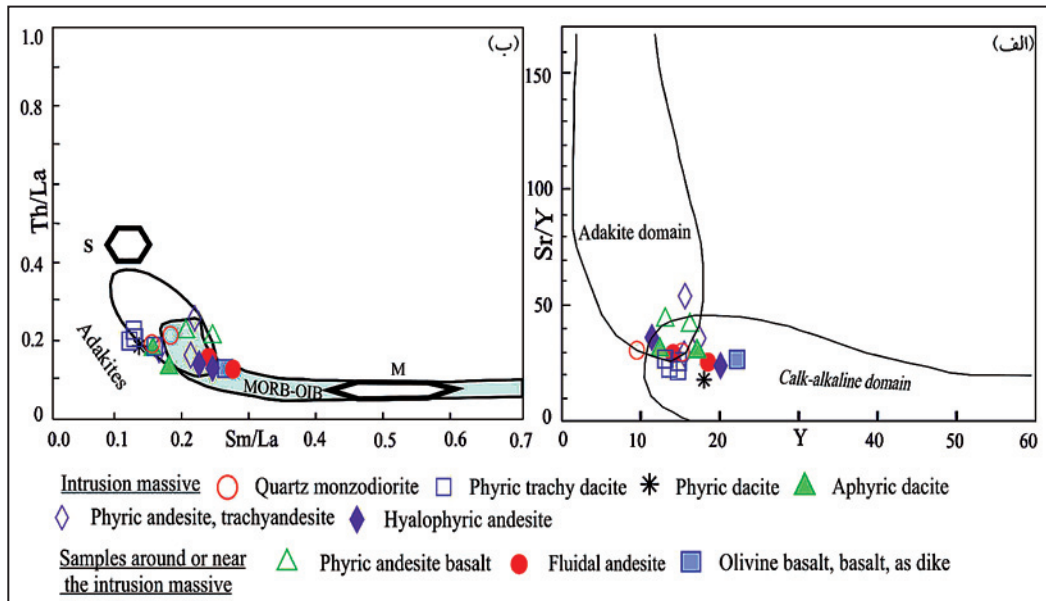 (ب)
1.0
0.8
0.6
0.4
0.2
0
Th/La
S
Adakites
MORB-OIB
M
0.0 0.1 0.2 0.4 0.5 0.6 0.7
Sm/La
(الف)
150
100
50
0
Sr/Y
Adakite domain
Calk-alkaline domain
0 10 20 30 40 50 60
Y
Intrusion massive Quartz monzodiorite Phyric trachy dacite Phyric dacite Aphyric dacite
Phyric andesite, trachyandesite Hyalophyric andesite
Samples around or near Phyric andesite basalt Fluidal andesite Olivine basalt, basalt, as dike
the intrusion massive